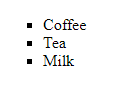 ▪ Coffee
▪ Tea
▪ Milk